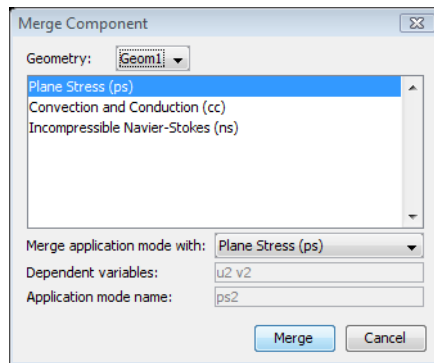 Merge Component
Geometry: Geom1
Plane Stress (ps)
Convection and Conduction (cc)
Incompressible Navier-Stokes (ns)
Merge application mode with: Plane Stress (ps)
Dependent variables: u2 v2
Application mode name: ps2
Merge Cancel